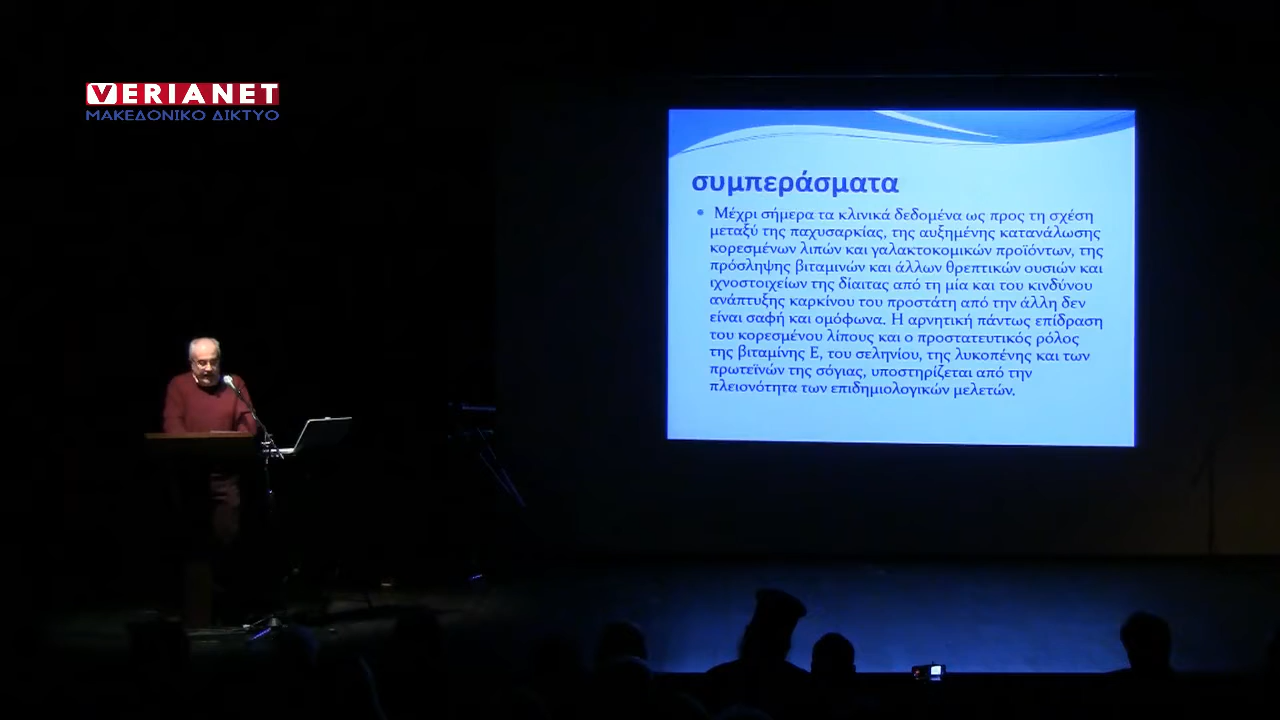 VERIANET
ΜΑΚΕΔΟΝΙΚΟ ΔΙΚΤΥΟ
συμπεράσματα
• Μέχρι σήμερα τα κλινικά δεδομένα ως προς τη σχέση
μεταξύ της παχυσαρκίας, της αυξημένης κατανάλωσης
κορεσμένων λιπών και γαλακτοκομικών προϊόντων, της
πρόσληψης βιταμινών και άλλων θρεπτικών ουσιών και
ιχνοστοιχείων της δίαιτας από τη μία και του κινδύνου
ανάπτυξης καρκίνου του προστάτη από την άλλη δεν
είναι σαφή και ομόφωνα. Η αρνητική πάντως επίδραση
του κορεσμένου λίπους και ο προστατευτικός ρόλος
της βιταμίνης Ε, του σεληνίου, της λυκοπένης και των
πρωτεϊνών της σόγιας, υποστηρίζεται από την
πλειονότητα των επιδημιολογικών μελετών.